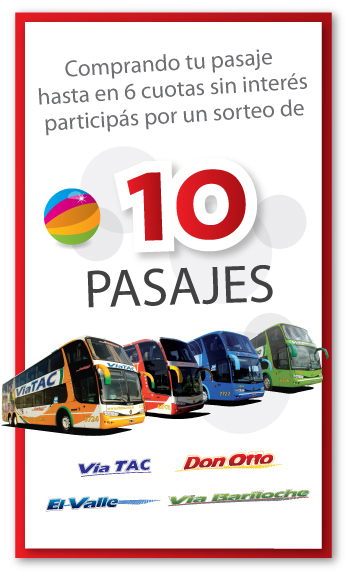 Comprando tu pasaje
hasta en 6 cuotas sin interés
participás por un sorteo de
10
PASAJES
ViaTAC
Via TAC
Don Otto
El Valle
Via Bariloche